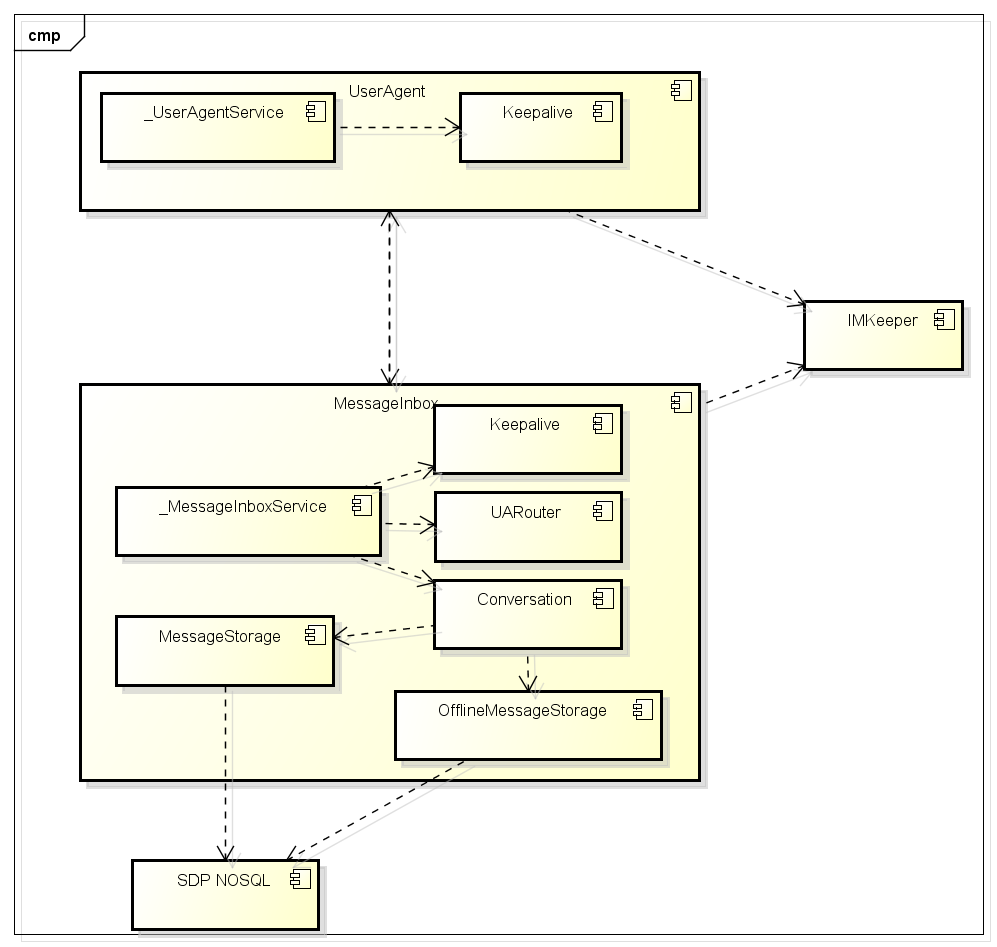 cmp
UserAgent
_UserAgentService
Keepalive
IMKeeper
MessageInbox
Keepalive
_MessageInboxService
UARouter
Conversation
MessageStorage
OfflineMessageStorage
SDP NOSQL